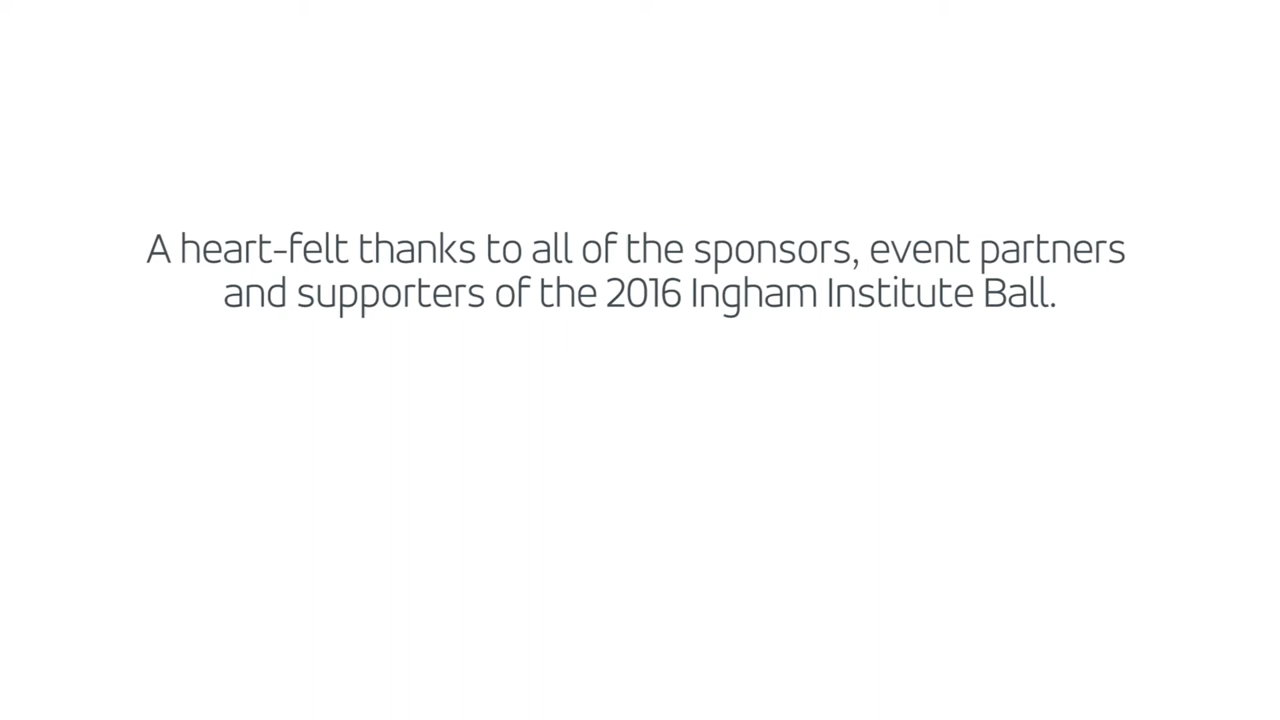 A heart-felt thanks to all of the sponsors, event partners
and supporters of the 2016 Ingham Institute Ball.